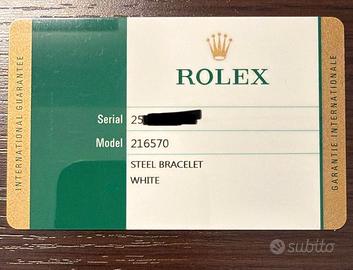 INTERNATIONAL GUARANTEE
ROLEX
Serial 25
Model 216570
STEEL BRACELET
WHITE
GARANTIE INTERNATIONALE
subito